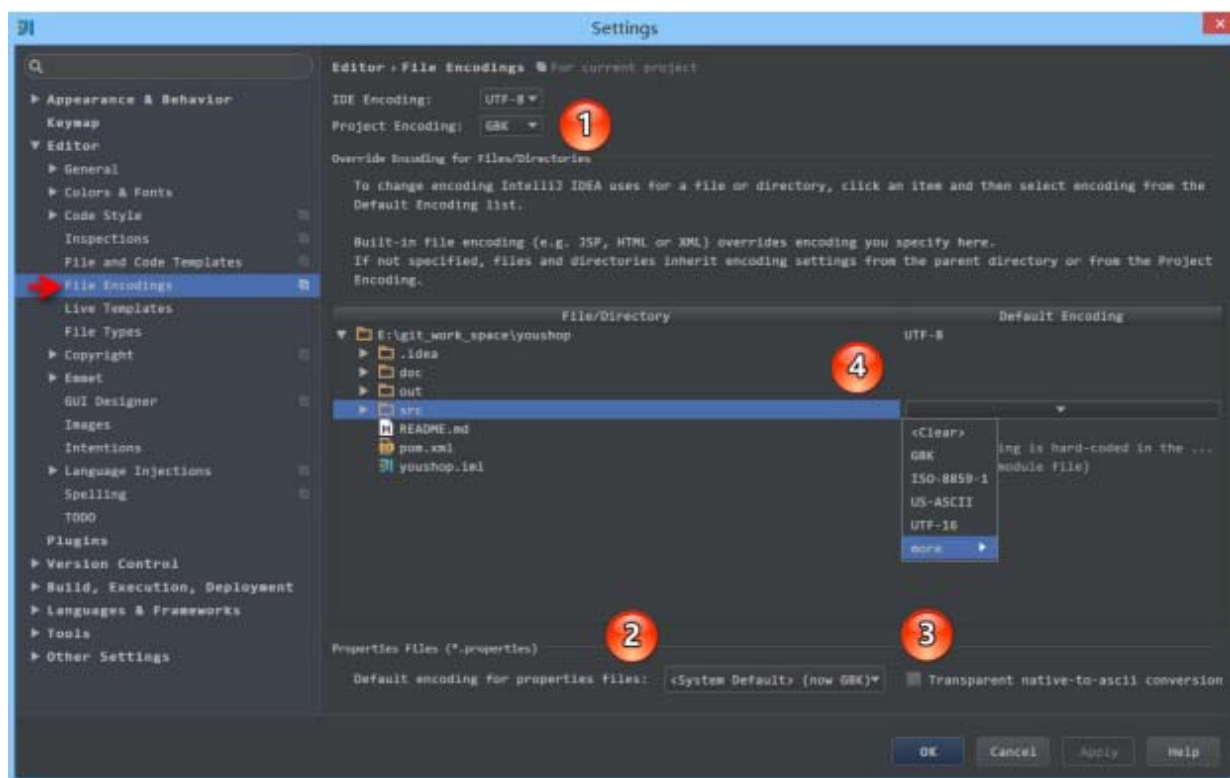 Settings
Editor › File Encodings For current project
IDE Encoding: UTF-8
Project Encoding: GBK
1
Override Encoding for Files/Directories
To change encoding IntelliJ IDEA uses for a file or directory, click an item and then select encoding from the
Default Encoding list.
Built-in file encoding (e.g. JSP, HTML or XML) overrides encoding you specify here.
If not specified, files and directories inherit encoding settings from the parent directory or from the Project
Encoding.
Appearance & Behavior
Keymap
Editor
General
Colors & Fonts
Code Style
Inspections
File and Code Templates
File Encodings
Live Templates
File Types
Copyright
Emmet
GUI Designer
Images
Intentions
Language Injections
Spelling
TODO
Plugins
Version Control
Build, Execution, Deployment
Languages & Frameworks
Tools
Other Settings
File/Directory Default Encoding
E:\git_work_space\youshop UTF-8
.idea
doc
out
src
README.md
pom.xml
youshop.iml
4
<Clear>
GBK
ISO-8859-1
US-ASCII
UTF-16
more
ing is hard-coded in the ...
module file)
2
3
Properties Files (*.properties)
Default encoding for properties files: <System Default> (now GBK) Transparent native-to-ascii conversion
OK Cancel Apply Help